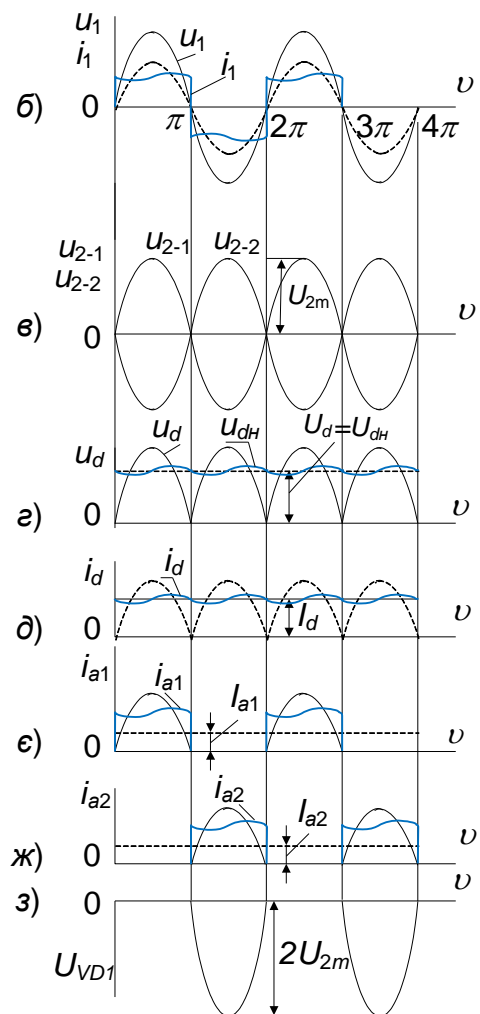 u1
i1
u1
i1
υ
б) 0
π 2π 3π 4π
u2-1
u2-2
u2-1 u2-2
U2m
υ
в) 0
ud
ud
udн
Ud=Udн
г) 0
υ
id
id
Id
υ
д) 0
ia1
ia1
Ia1
υ
є) 0
ia2
ia2
Ia2
υ
ж) 0
υ
з) 0
UVD1
2U2m